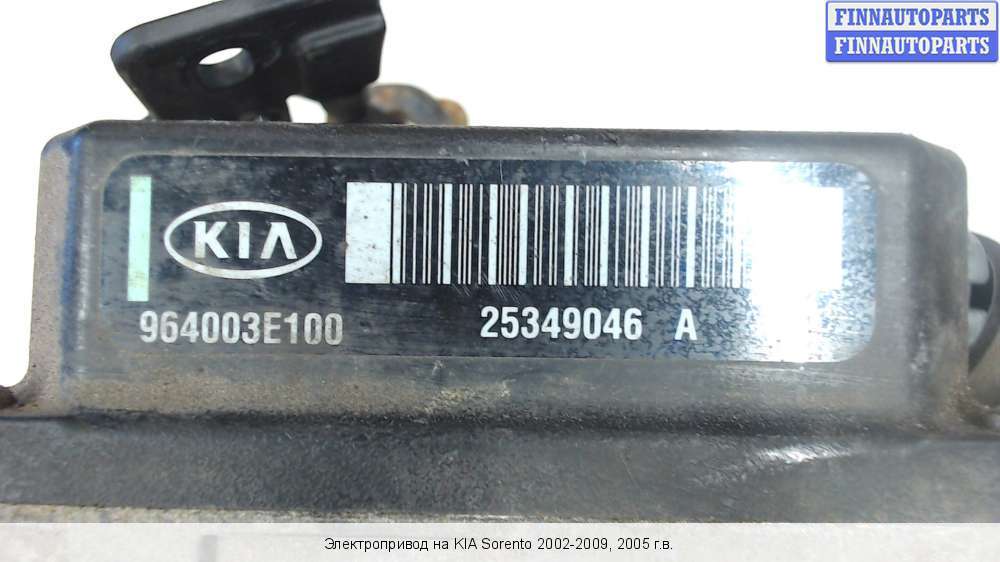 FINNAUTOPARTS
FINNAUTOPARTS
KIA
964003E100
25349046 A
Электропривод на KIA Sorento 2002-2009, 2005 г.в.